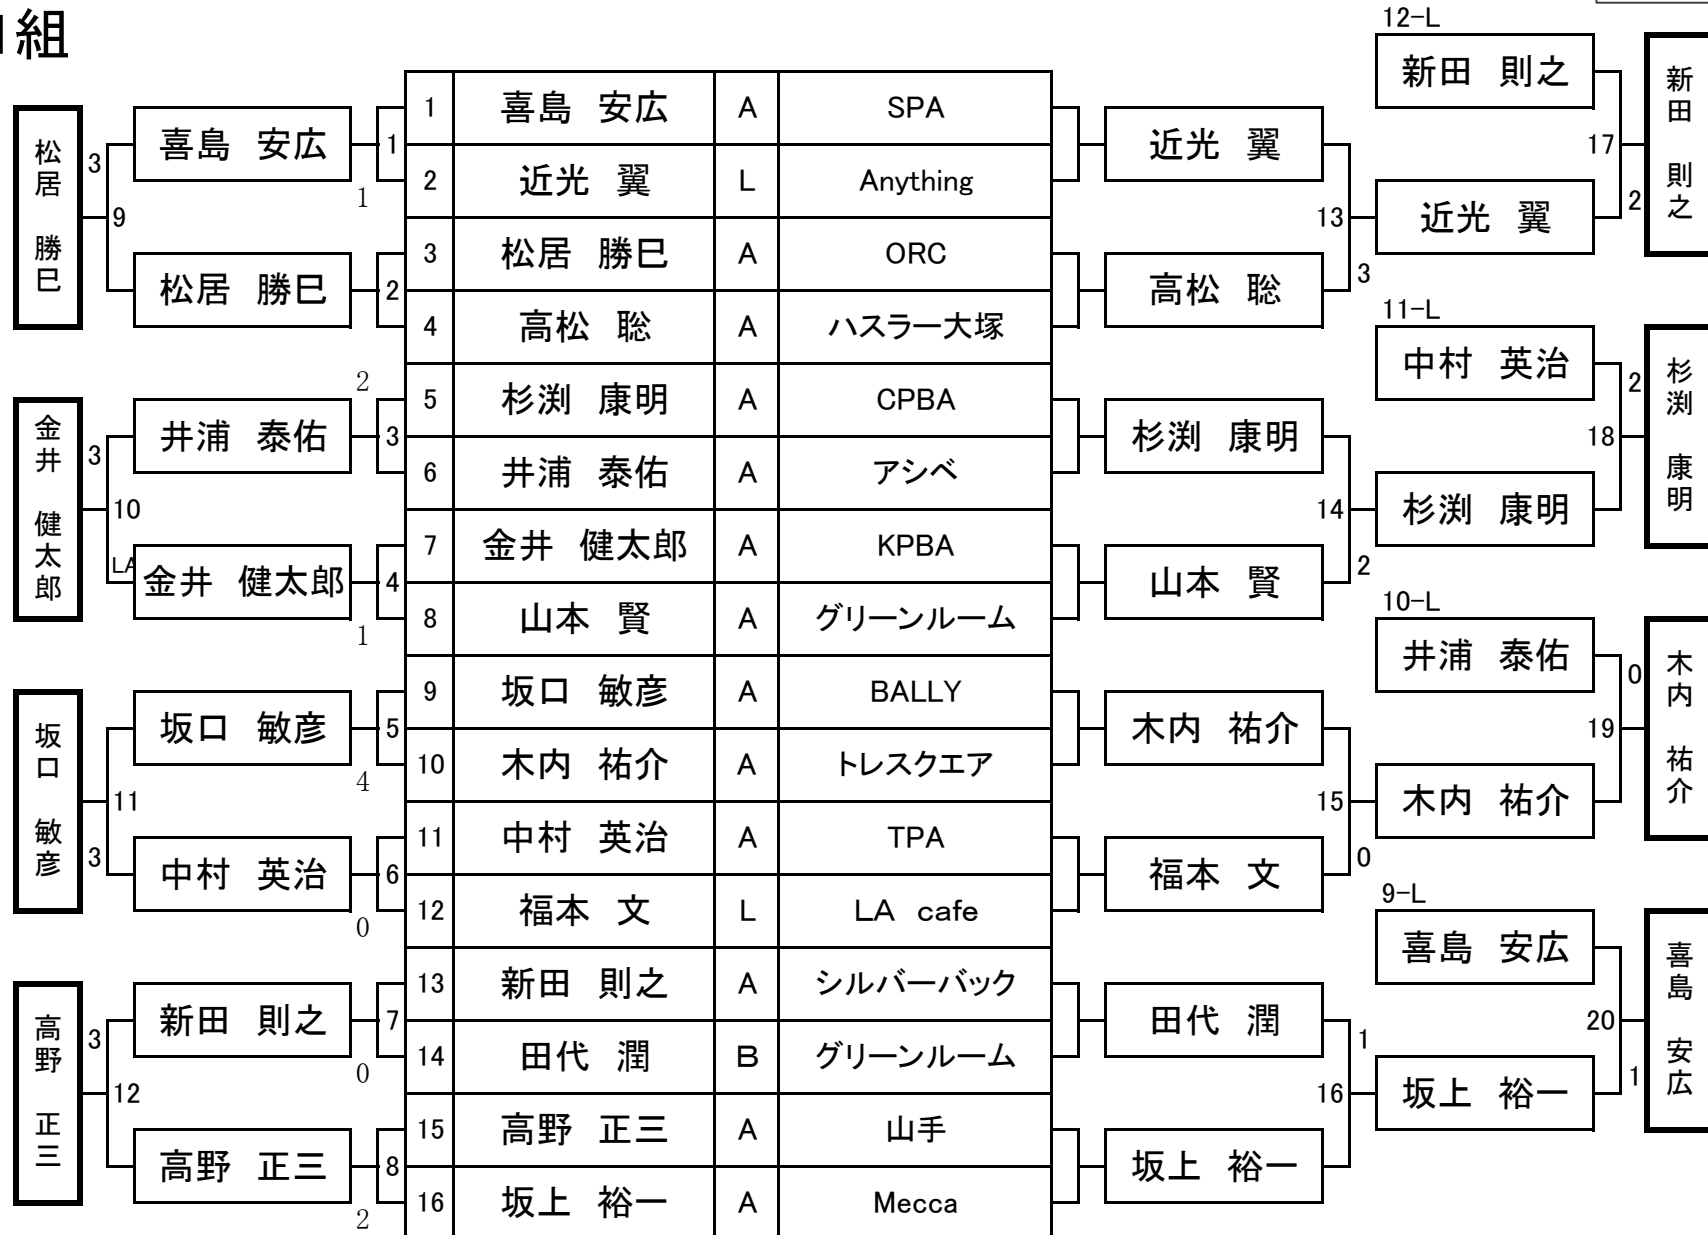 組
1 喜島 安広 A SPA
2 近光 翼 L Anything
3 松居 勝巳 A ORC
4 高松 聡 A ハスラー大塚
5 杉渕 康明 A CPBA
6 井浦 泰佑 A アシベ
7 金井 健太郎 A KPBA
8 山本 賢 A グリーンルーム
9 坂口 敏彦 A BALLY
10 木内 祐介 A トレスクエア
11 中村 英治 A TPA
12 福本 文 L LA cafe
13 新田 則之 A シルバーバック
14 田代 潤 B グリーンルーム
15 高野 正三 A 山手
16 坂上 裕一 A Mecca
松居 勝巳
3
9
喜島 安広
1
1
松居 勝巳
2
金井 健太郎
3
10
LA
井浦 泰佑
2
3
金井 健太郎
4
1
坂口 敏彦
11
3
坂口 敏彦
5
4
中村 英治
6
0
高野 正三
3
12
新田 則之
7
0
高野 正三
8
2
近光 翼
13
高松 聡
3
杉渕 康明
14
山本 賢
2
木内 祐介
15
福本 文
0
田代 潤
1
16
坂上 裕一
12-L
新田 則之
17
近光 翼
2
新田 則之
11-L
中村 英治
2
18
杉渕 康明
杉渕 康明
10-L
井浦 泰佑
0
19
木内 祐介
木内 祐介
9-L
喜島 安広
20
坂上 裕一
1
喜島 安広